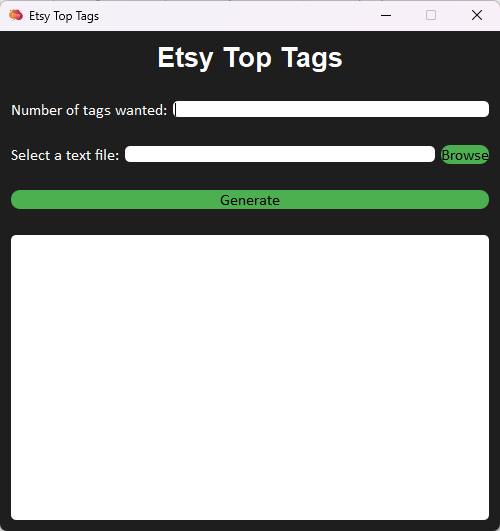 Etsy Top Tags
Etsy Top Tags
Number of tags wanted:
Select a text file: Browse
Generate